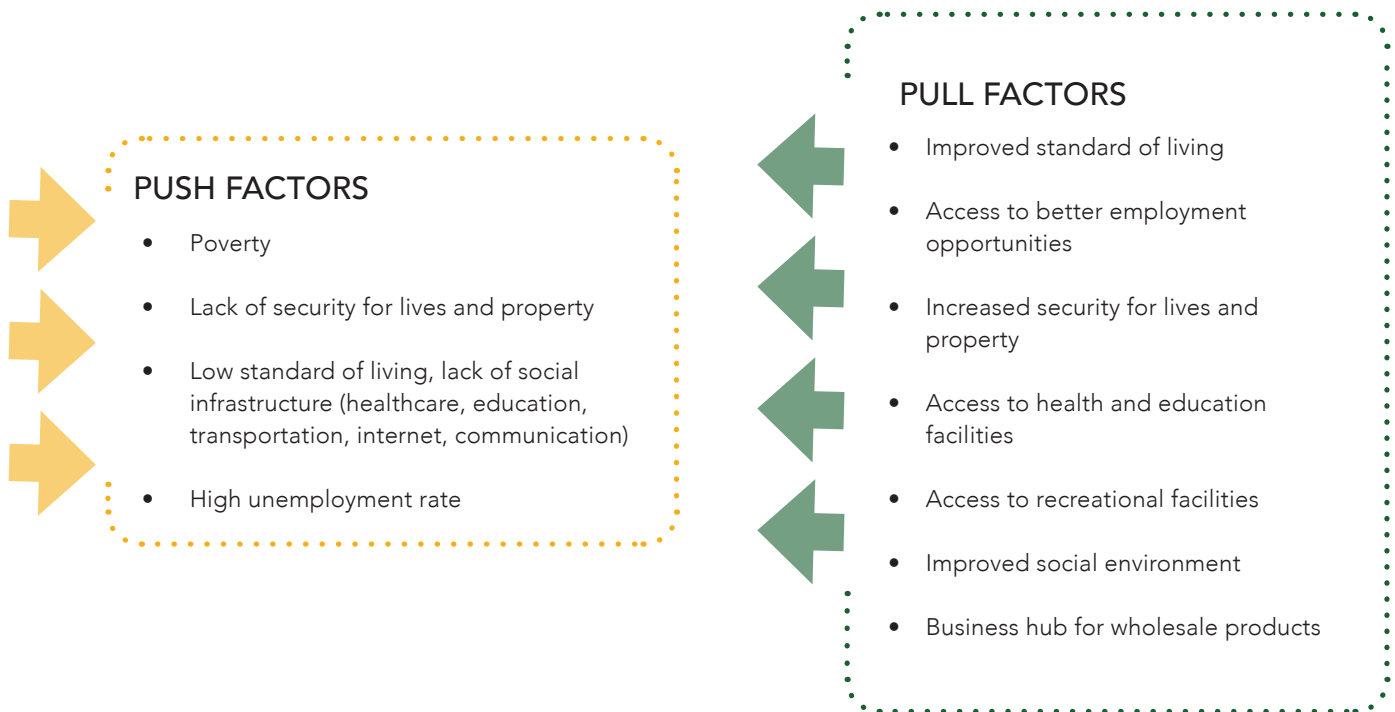 PUSH FACTORS
• Poverty
• Lack of security for lives and property
• Low standard of living, lack of social
infrastructure (healthcare, education,
transportation, internet, communication)
• High unemployment rate
PULL FACTORS
• Improved standard of living
• Access to better employment
opportunities
• Increased security for lives and
property
• Access to health and education
facilities
• Access to recreational facilities
• Improved social environment
• Business hub for wholesale products